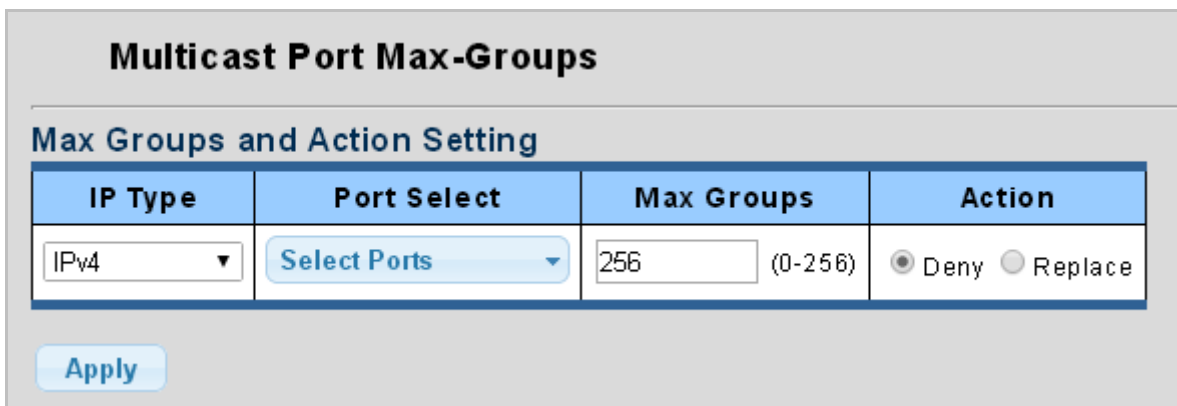 Multicast Port Max-Groups
Max Groups and Action Setting
IP Type Port Select Max Groups Action
IPv4 Select Ports 256 (0-256) Deny Replace
Apply